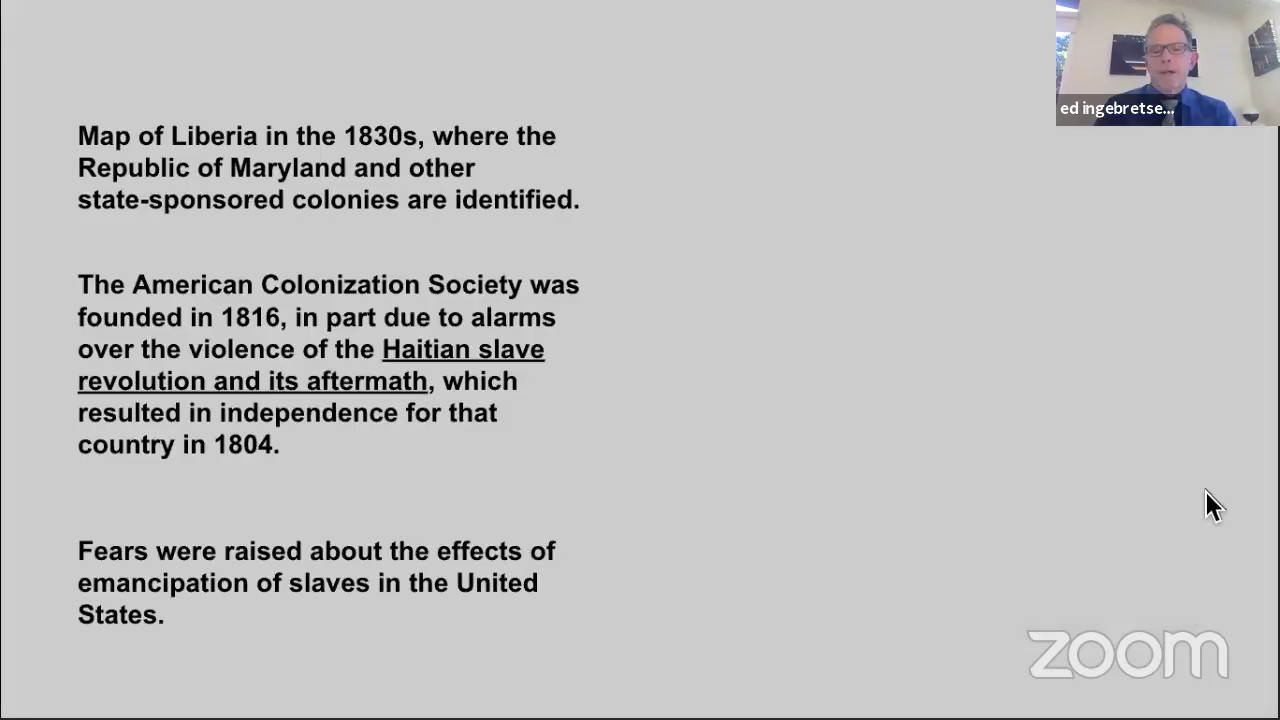 ed ingebretse...
Map of Liberia in the 1830s, where the
Republic of Maryland and other
state-sponsored colonies are identified.
The American Colonization Society was
founded in 1816, in part due to alarms
over the violence of the Haitian slave
revolution and its aftermath, which
resulted in independence for that
country in 1804.
Fears were raised about the effects of
emancipation of slaves in the United
States.
zoom